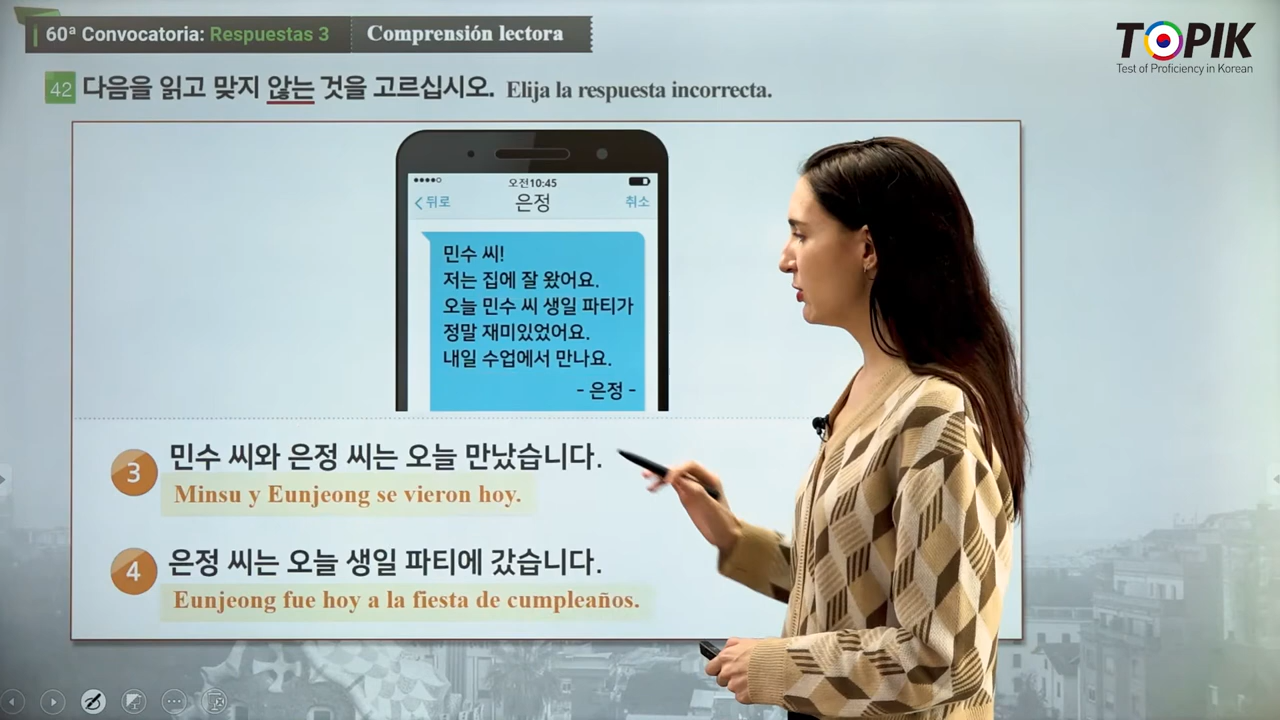 60ª Convocatoria: Respuestas 3
Comprensión lectora
TOPIK
Test of Proficiency in Korean
42 다음을 읽고 맞지 않는 것을 고르십시오. Elija la respuesta incorrecta.
오전10:45
뒤로 은정 취소
민수 씨!
저는 집에 잘 왔어요.
오늘 민수 씨 생일 파티가
정말 재미있었어요.
내일 수업에서 만나요.
- 은정 -
3 민수 씨와 은정 씨는 오늘 만났습니다.
Minsu y Eunjeong se vieron hoy.
4 은정 씨는 오늘 생일 파티에 갔습니다.
Eunjeong fue hoy a la fiesta de cumpleaños.